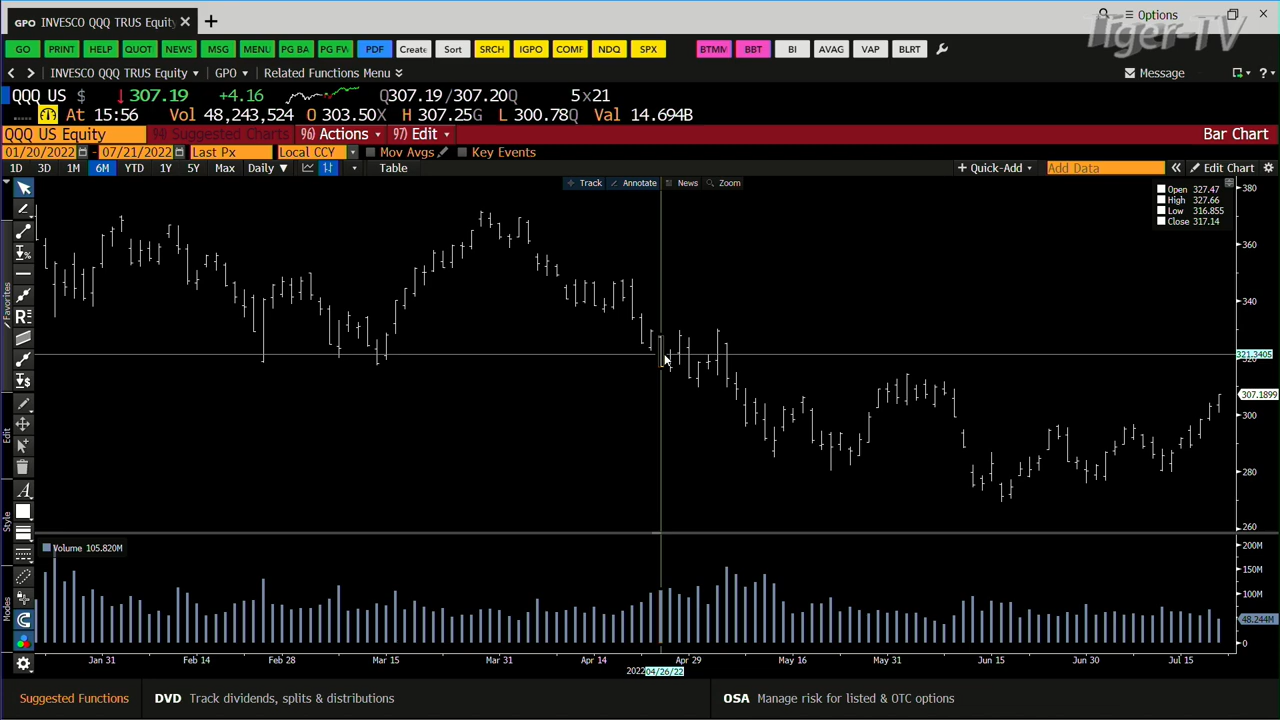 GPO INVESCO QQQ TRUS Equity
Options
Tiger-TV
GO PRINT HELP QUOT NEWS MSG MENU PG BA PG FW PDF Create Sort SRCH IGPO COMF NDQ SPX BTMM BBT BI AVAG VAP BLRT
INVESCO QQQ TRUS Equity GPO Related Functions Menu Message
QQQ US $ ↓307.19 +4.16 Q307.19/307.20Q 5x21
At 15:56 Vol 48,243,524 O 303.50X H 307.25G L 300.78Q Val 14.694B
QQQ US Equity 94) Suggested Charts 96) Actions 97) Edit Bar Chart
01/20/2022 - 07/21/2022 Last Px Local CCY Mov Avgs Key Events
1D 3D 1M 6M YTD 1Y 5Y Max Daily Table + Quick-Add Add Data Edit Chart
Track Annotate News Zoom
Open 327.47
High 327.66
Low 316.855
Close 317.14
380
360
340
321.3405
320
307.1899
300
280
260
Favorites
Edit
Style
Modes
Volume 105.820M
200M
150M
100M
48.244M
0
Jan 31 Feb 14 Feb 28 Mar 15 Mar 31 Apr 14 Apr 29 May 16 May 31 Jun 15 Jun 30 Jul 15
2022 04/26/22
Suggested Functions DVD Track dividends, splits & distributions OSA Manage risk for listed & OTC options